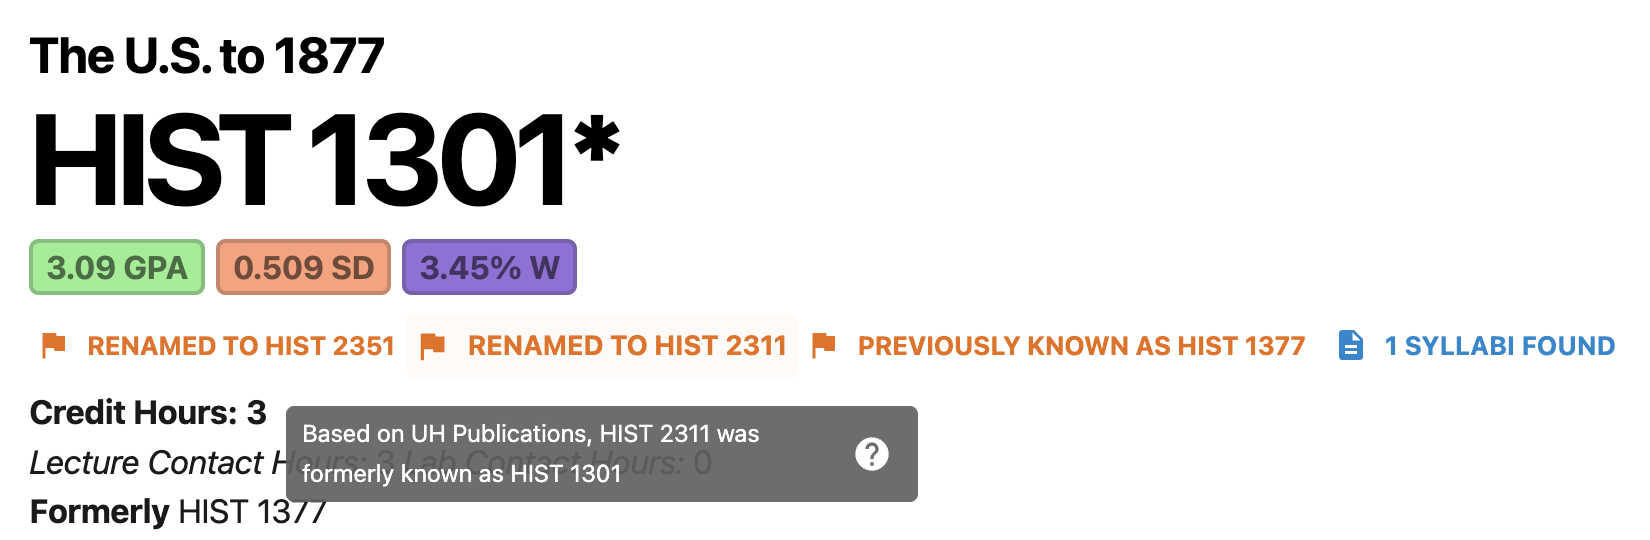 The U.S. to 1877
HIST 1301*
3.09 GPA 0.509 SD 3.45% W
RENAMED TO HIST 2351 RENAMED TO HIST 2311 PREVIOUSLY KNOWN AS HIST 1377 1 SYLLABI FOUND
Credit Hours: 3
Based on UH Publications, HIST 2311 was
formerly known as HIST 1301
?
Lecture Contact Hours: 3 Lab Contact Hours: 0
Formerly HIST 1377